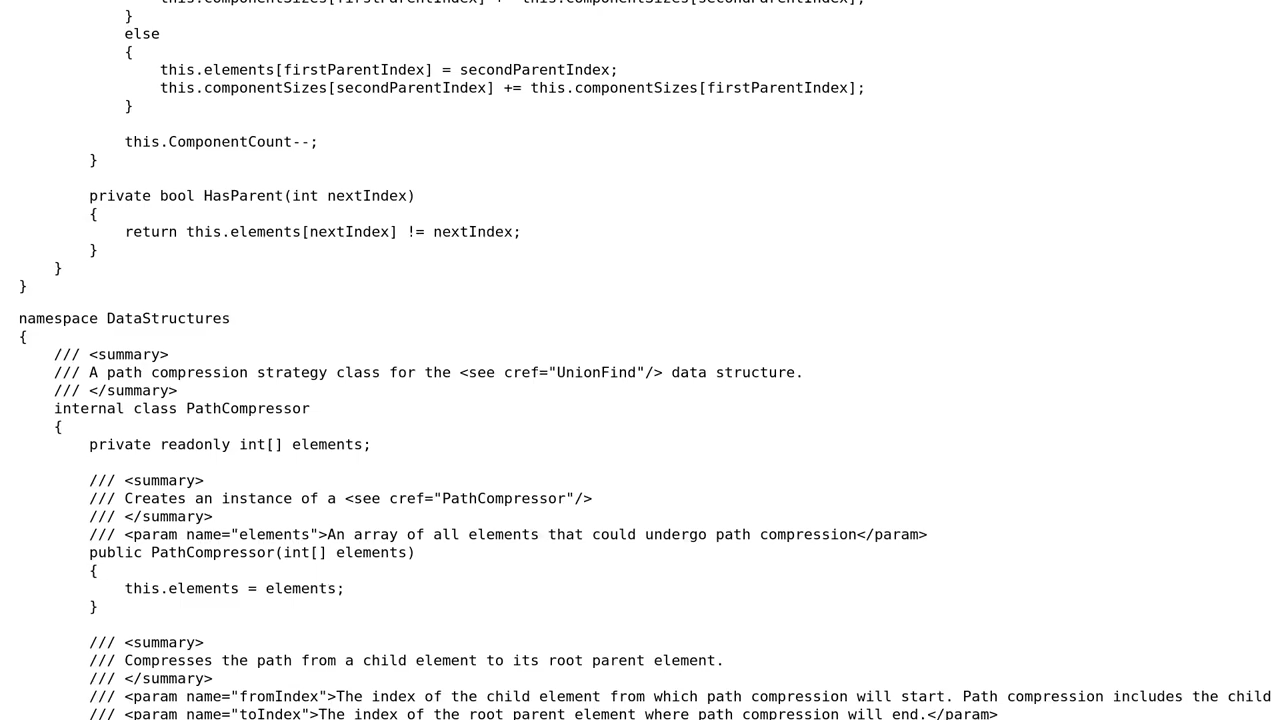 this.componentSizes[firstParentIndex] += this.componentSizes[secondParentIndex];
}
else
{
this.elements[firstParentIndex] = secondParentIndex;
this.componentSizes[secondParentIndex] += this.componentSizes[firstParentIndex];
}
this.ComponentCount--;
}
private bool HasParent(int nextIndex)
{
return this.elements[nextIndex] != nextIndex;
}
}
}
namespace DataStructures
{
/// <summary>
/// A path compression strategy class for the <see cref="UnionFind"/> data structure.
/// </summary>
internal class PathCompressor
{
private readonly int[] elements;
/// <summary>
/// Creates an instance of a <see cref="PathCompressor"/>
/// </summary>
/// <param name="elements">An array of all elements that could undergo path compression</param>
public PathCompressor(int[] elements)
{
this.elements = elements;
}
/// <summary>
/// Compresses the path from a child element to its root parent element.
/// </summary>
/// <param name="fromIndex">The index of the child element from which path compression will start. Path compression includes the child
/// <param name="toIndex">The index of the root parent element where path compression will end.</param>